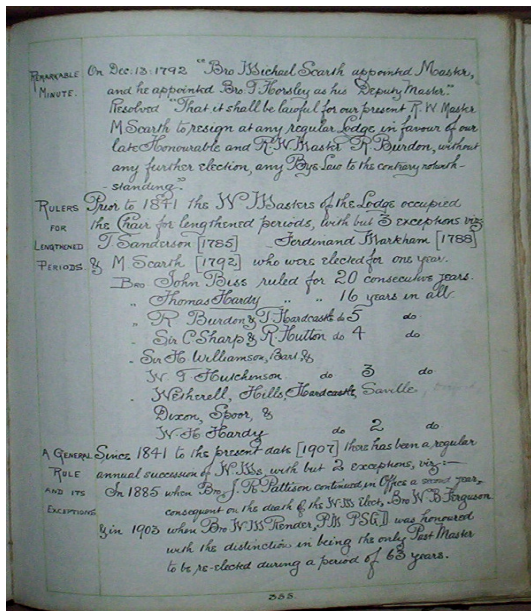 REMARKABLE MINUTE.
On Dec: 13: 1792 "Bro Michael Scarth appointed Master,
and he appointed Bro. T Horsley as his Deputy Master."
Resolved "That it shall be lawful for our present R. W Master
M Scarth to resign at any regular Lodge, in favour of our
late Honourable and R. W Master R. Burdon, without
any further election, any Bye Law to the contrary notwith-
-standing."
RULERS FOR LENGTHENED PERIODS
Prior to 1841 the W Masters of the Lodge occupied
the Chair for lengthened periods, with but 3 exceptions viz
T Sanderson [1785] Ferdinand Markham [1788]
& M. Scarth [1792] who were elected for one year.
Bro John Biss ruled for 20 consecutive years.
" Thomas Hardy " " 16 years in all.
" R Burdon & T Hardcastle do 5 do
" Sir C. Sharp & R. Hutton do 4 do
" Sir H Williamson, Bart, &
W. T. Hutchinson do 3 do
" Wetherell, Hills, Hardcastle, Saville
Dixon, Spoor, &
W. H. Hardy do 2 do
A GENERAL RULE AND ITS EXCEPTIONS
Since 1841 to the present date [1907] there has been a regular
annual succession of W. Ms, with but 2 exceptions, viz:—
In 1885 when Bro. J. R Pattison continued in Office a second year,
consequent on the death of the W. M Elect. Bro W B Ferguson
& in 1903 when Bro W. M Render, PM PSGD was honoured
with the distinction in being the only Past Master
to be re-elected during a period of 63 years.